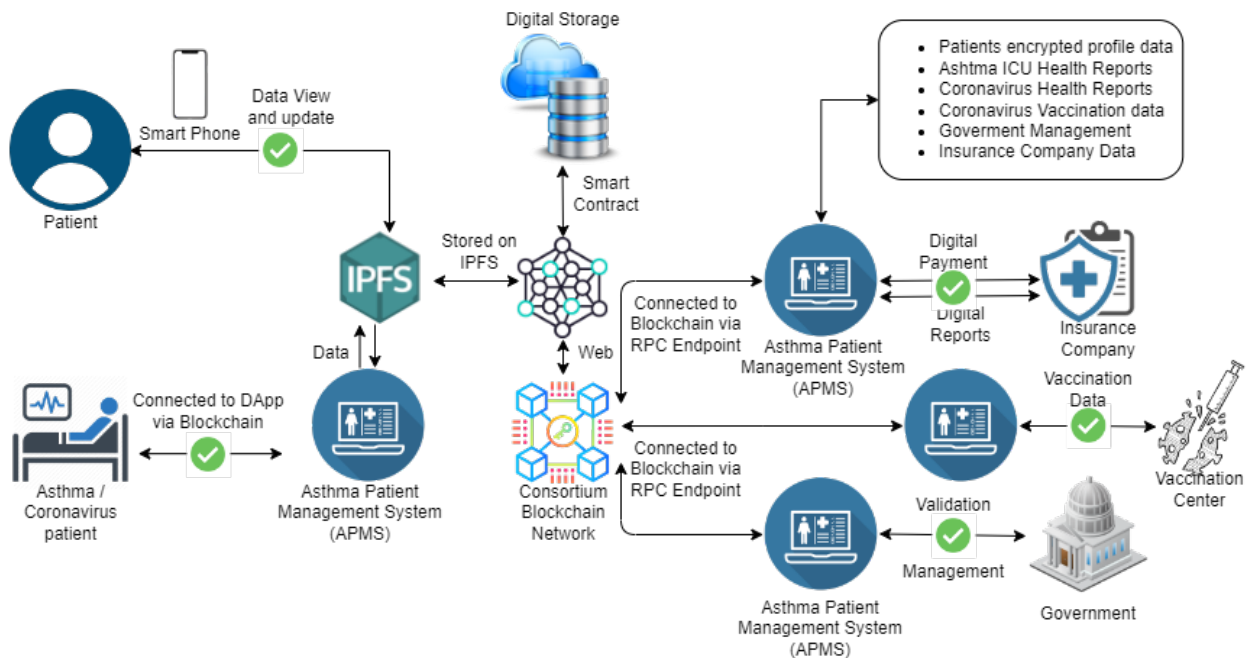 Digital Storage
Smart Phone
Data View
and update
Patient
Smart
Contract
IPFS
Stored on
IPFS
Data
Web
Connected to DApp
via Blockchain
Asthma /
Coronavirus
patient
Asthma Patient
Management System
(APMS)
Consortium
Blockchain
Network
Connected to
Blockchain via
RPC Endpoint
Connected to
Blockchain via
RPC Endpoint
Patients encrypted profile data
Ashtma ICU Health Reports
Coronavirus Health Reports
Coronavirus Vaccination data
Goverment Management
Insurance Company Data
Digital
Payment
Digital
Reports
Insurance
Company
Asthma Patient
Management System
(APMS)
Vaccination
Data
Vaccination
Center
Validation
Management
Asthma Patient
Management System
(APMS)
Government